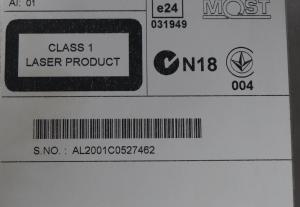 AI: 01
e24
031949
MOST
CLASS 1
LASER PRODUCT
N18
004
S.NO. : AL2001C0527462